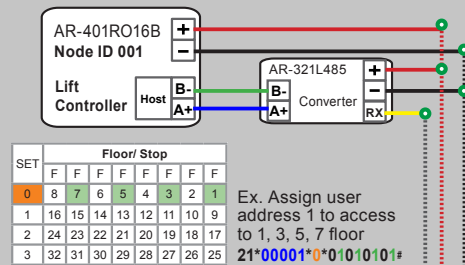 AR-401RO16B
Node ID 001
+
−
Lift
Controller
Host
B-
A+
AR-321L485
Converter
B-
A+
+
−
RX
SET Floor/ Stop
F F F F F F F F
0 8 7 6 5 4 3 2 1
1 16 15 14 13 12 11 10 9
2 24 23 22 21 20 19 18 17
3 32 31 30 29 28 27 26 25
Ex. Assign user
address 1 to access
to 1, 3, 5, 7 floor
21*00001*0*01010101#